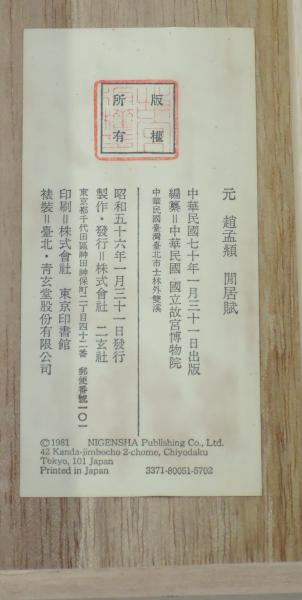 版權
所有
元　趙孟頫　閒居賦
中華民國七十年一月三十一日出版
編纂＝中華民國 國立故宮博物院
中華民國臺灣臺北市士林外雙溪
昭和五十六年一月三十一日発行
製作・発行＝株式會社　二玄社
東京都千代田區神田神保町二丁目四十二番　郵便番號一〇一
印刷＝株式會社　東京印書館
裱裝＝臺北・青玄堂股份有限公司
©1981 NIGENSHA Publishing Co., Ltd.
42 Kanda-jimbocho 2-chome, Chiyodaku
Tokyo, 101 Japan
Printed in Japan 3371-80051-5702